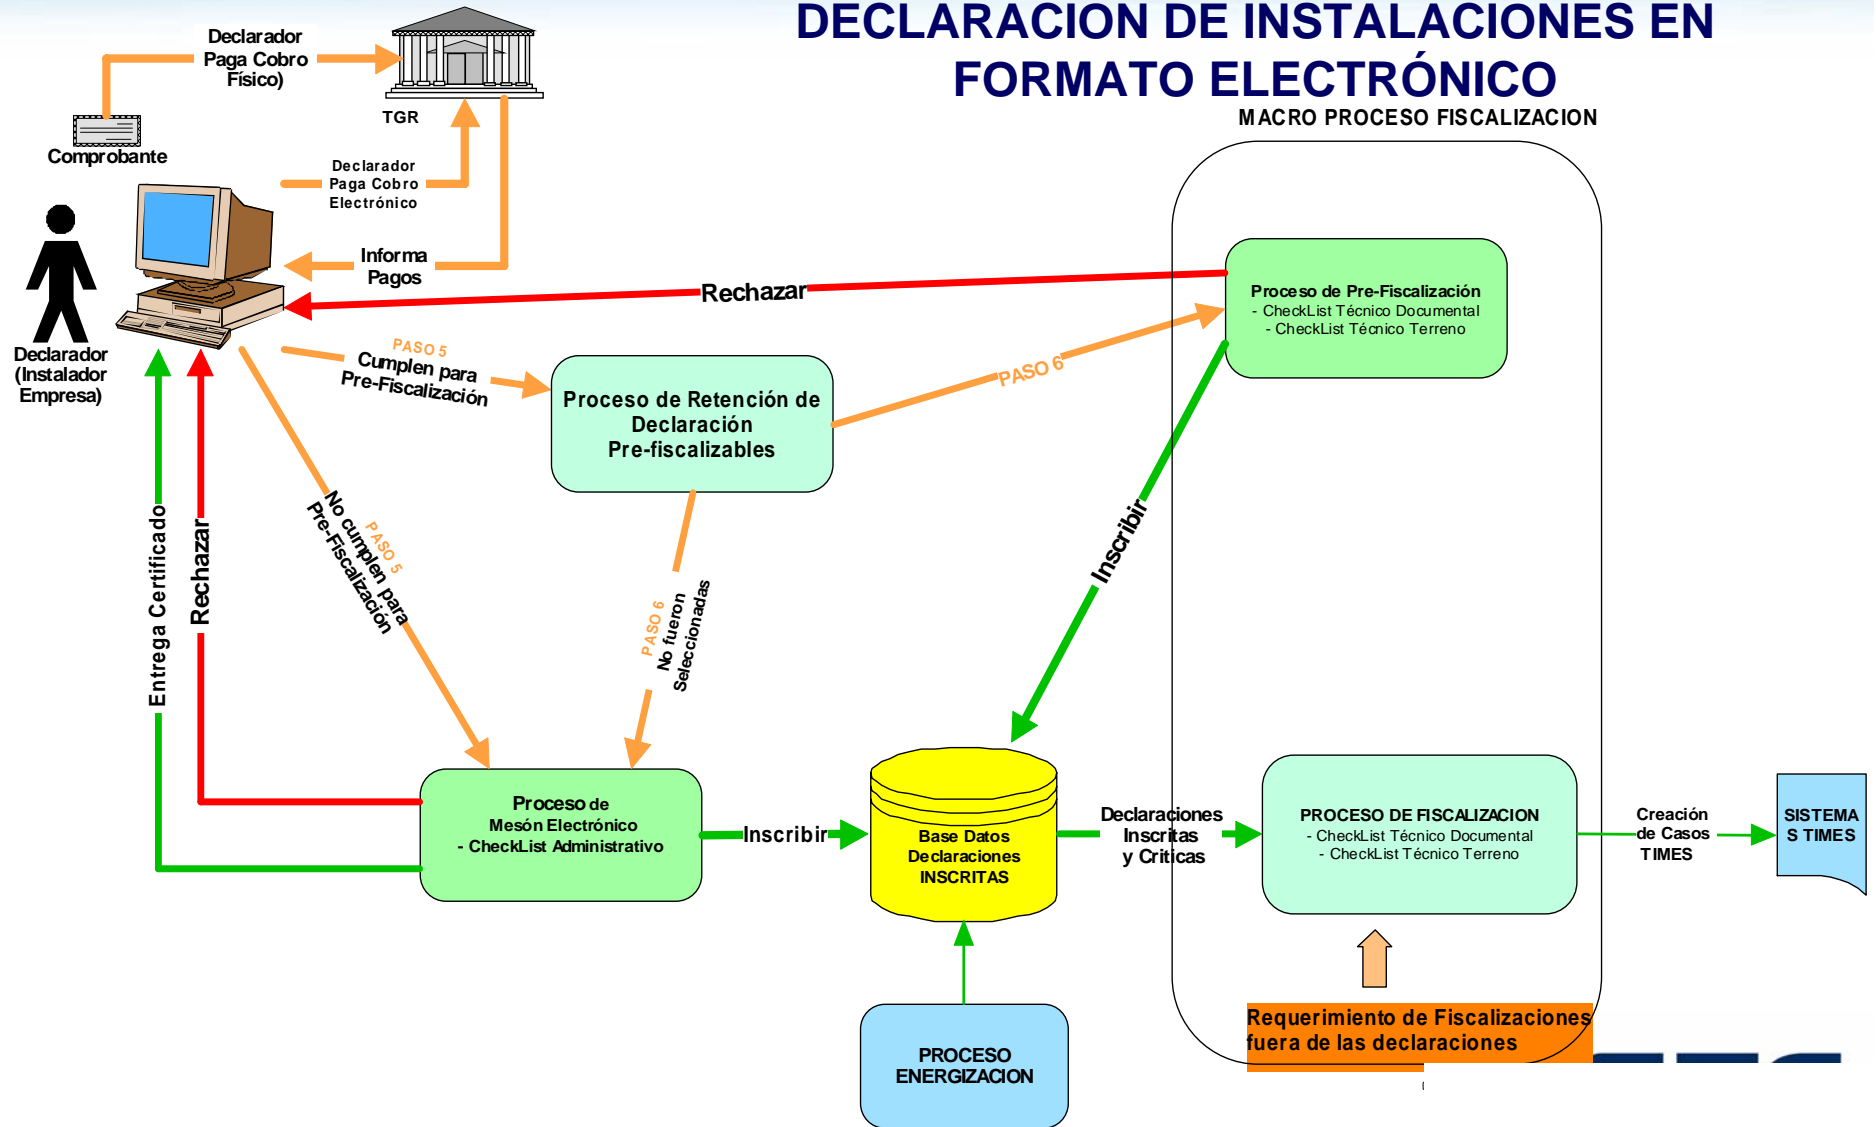 DECLARACION DE INSTALACIONES EN
FORMATO ELECTRÓNICO
MACRO PROCESO FISCALIZACION
Declarador
Paga Cobro
Físico)
TGR
Comprobante
Declarador
Paga Cobro
Electrónico
Informa
Pagos
Declarador
(Instalador
Empresa)
Rechazar
Proceso de Pre-Fiscalización
- CheckList Técnico Documental
- CheckList Técnico Terreno
PASO 5
Cumplen para
Pre-Fiscalización
Proceso de Retención de
Declaración
Pre-fiscalizables
PASO 6
PASO 5
No cumplen para
Pre-Fiscalización
PASO 6
No fueron
Seleccionadas
Inscribir
Entrega Certificado
Rechazar
Proceso de
Mesón Electrónico
- CheckList Administrativo
Inscribir
Base Datos
Declaraciones
INSCRITAS
Declaraciones
Inscritas
y Criticas
PROCESO DE FISCALIZACION
- CheckList Técnico Documental
- CheckList Técnico Terreno
Creación
de Casos
TIMES
SISTEMA
S TIMES
Requerimiento de Fiscalizaciones
fuera de las declaraciones
PROCESO
ENERGIZACION